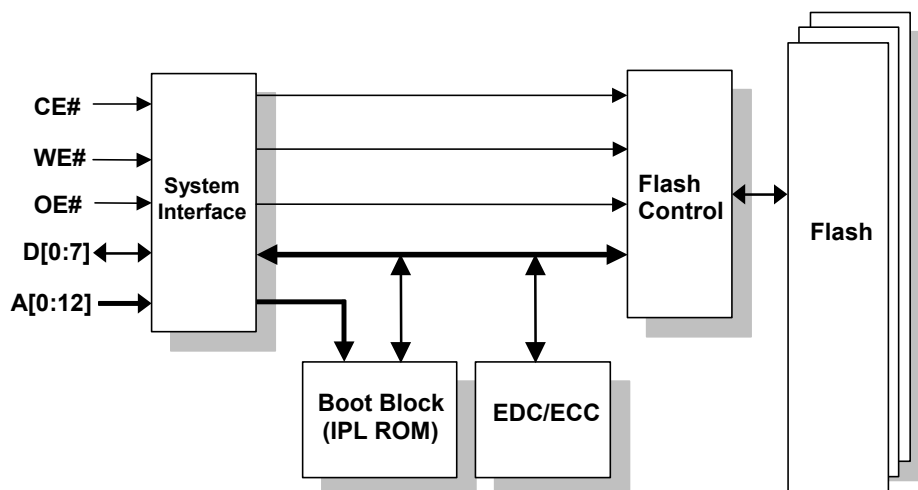 CE#
WE#
OE#
D[0:7]
A[0:12]
System
Interface
Flash
Control
Flash
Boot Block
(IPL ROM)
EDC/ECC